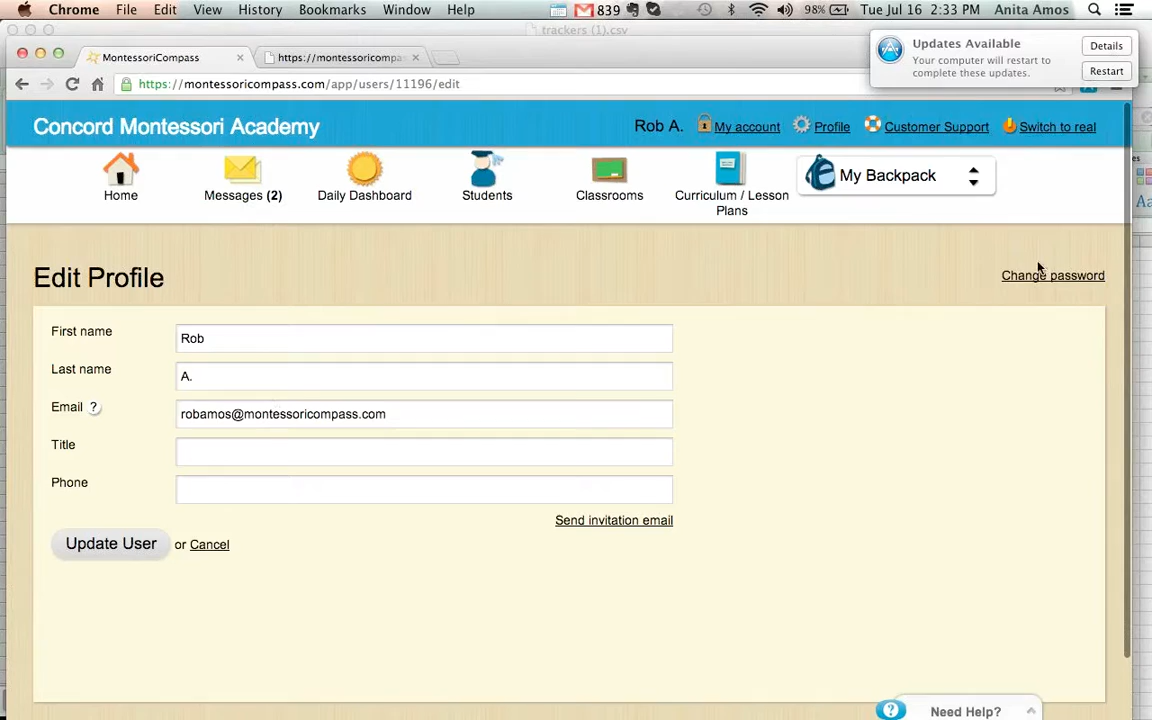 Chrome File Edit View History Bookmarks Window Help 839 98% Tue Jul 16 2:33 PM Anita Amos
trackers (1).csv
MontessoriCompass × https://montessoricompa ×
https://montessoricompass.com/app/users/11196/edit
Updates Available
Your computer will restart to
complete these updates.
Details
Restart
Concord Montessori Academy
Rob A. My account Profile Customer Support Switch to real
Home Messages (2) Daily Dashboard Students Classrooms Curriculum / Lesson
Plans
My Backpack
Edit Profile
Change password
First name Rob
Last name A.
Email ? robamos@montessoricompass.com
Title
Phone
Send invitation email
Update User or Cancel
? Need Help?